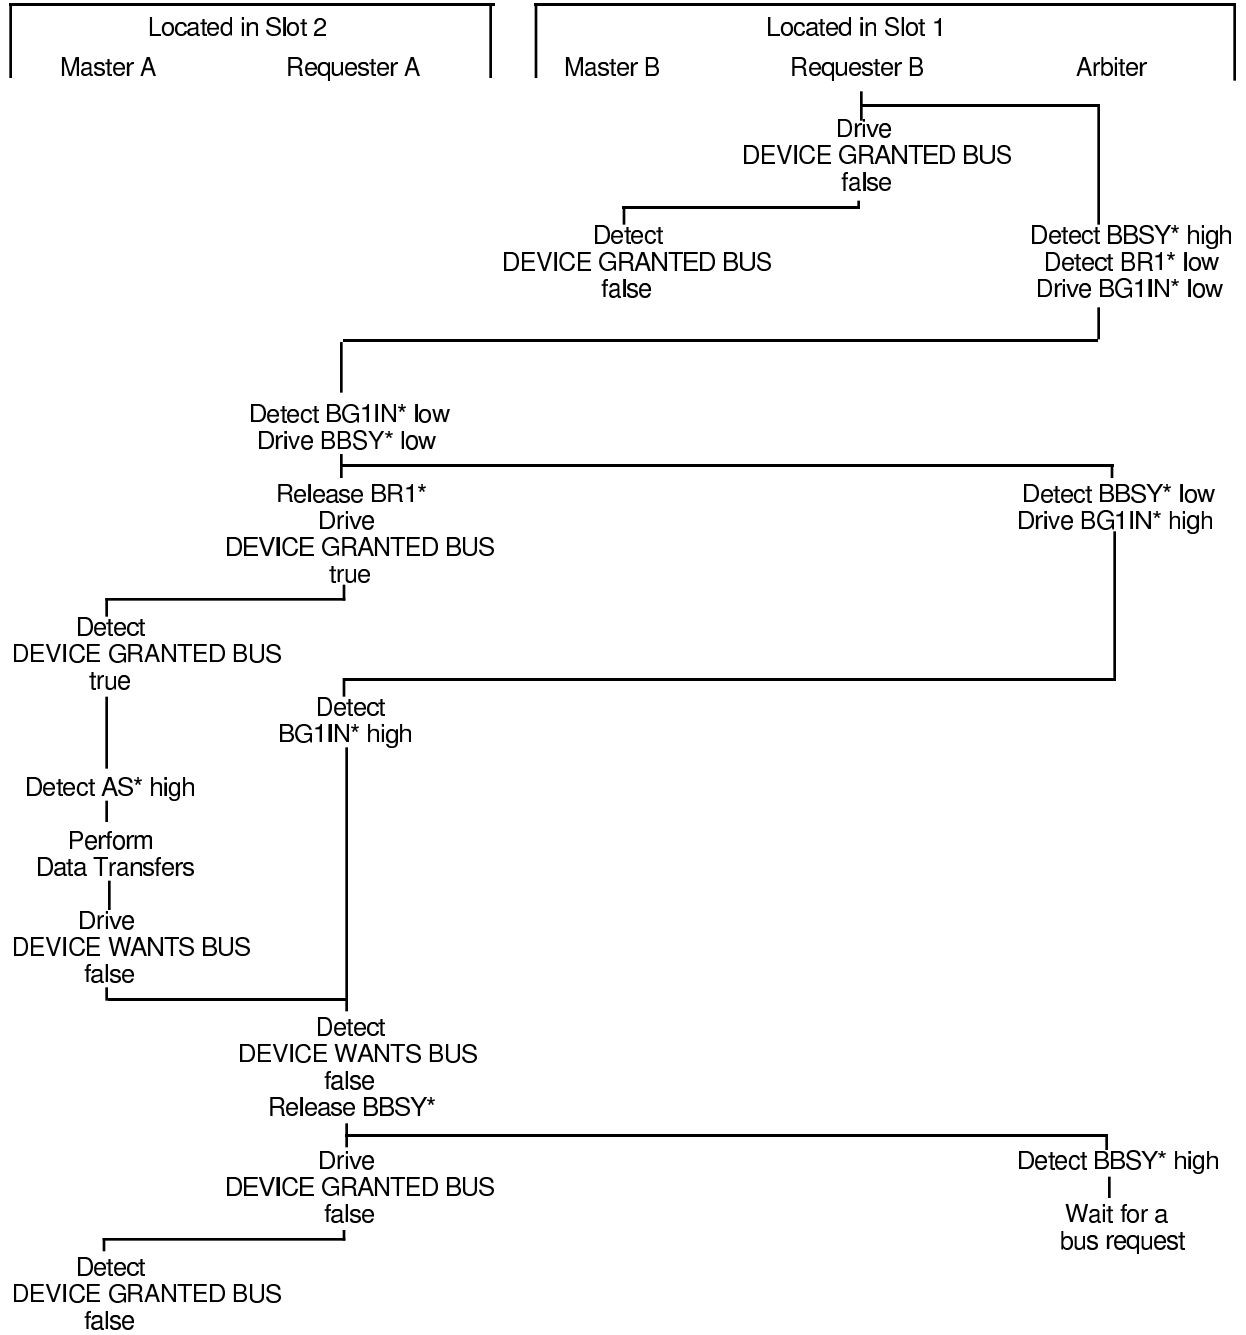 Located in Slot 2
Located in Slot 1
Master A
Requester A
Master B
Requester B
Arbiter
Drive
DEVICE GRANTED BUS
false
Detect
DEVICE GRANTED BUS
false
Detect BBSY* high
Detect BR1* low
Drive BG1IN* low
Detect BG1IN* low
Drive BBSY* low
Release BR1*
Drive
DEVICE GRANTED BUS
true
Detect BBSY* low
Drive BG1IN* high
Detect
DEVICE GRANTED BUS
true
Detect
BG1IN* high
Detect AS* high
Perform
Data Transfers
Drive
DEVICE WANTS BUS
false
Detect
DEVICE WANTS BUS
false
Release BBSY*
Drive
DEVICE GRANTED BUS
false
Detect BBSY* high
Wait for a
bus request
Detect
DEVICE GRANTED BUS
false